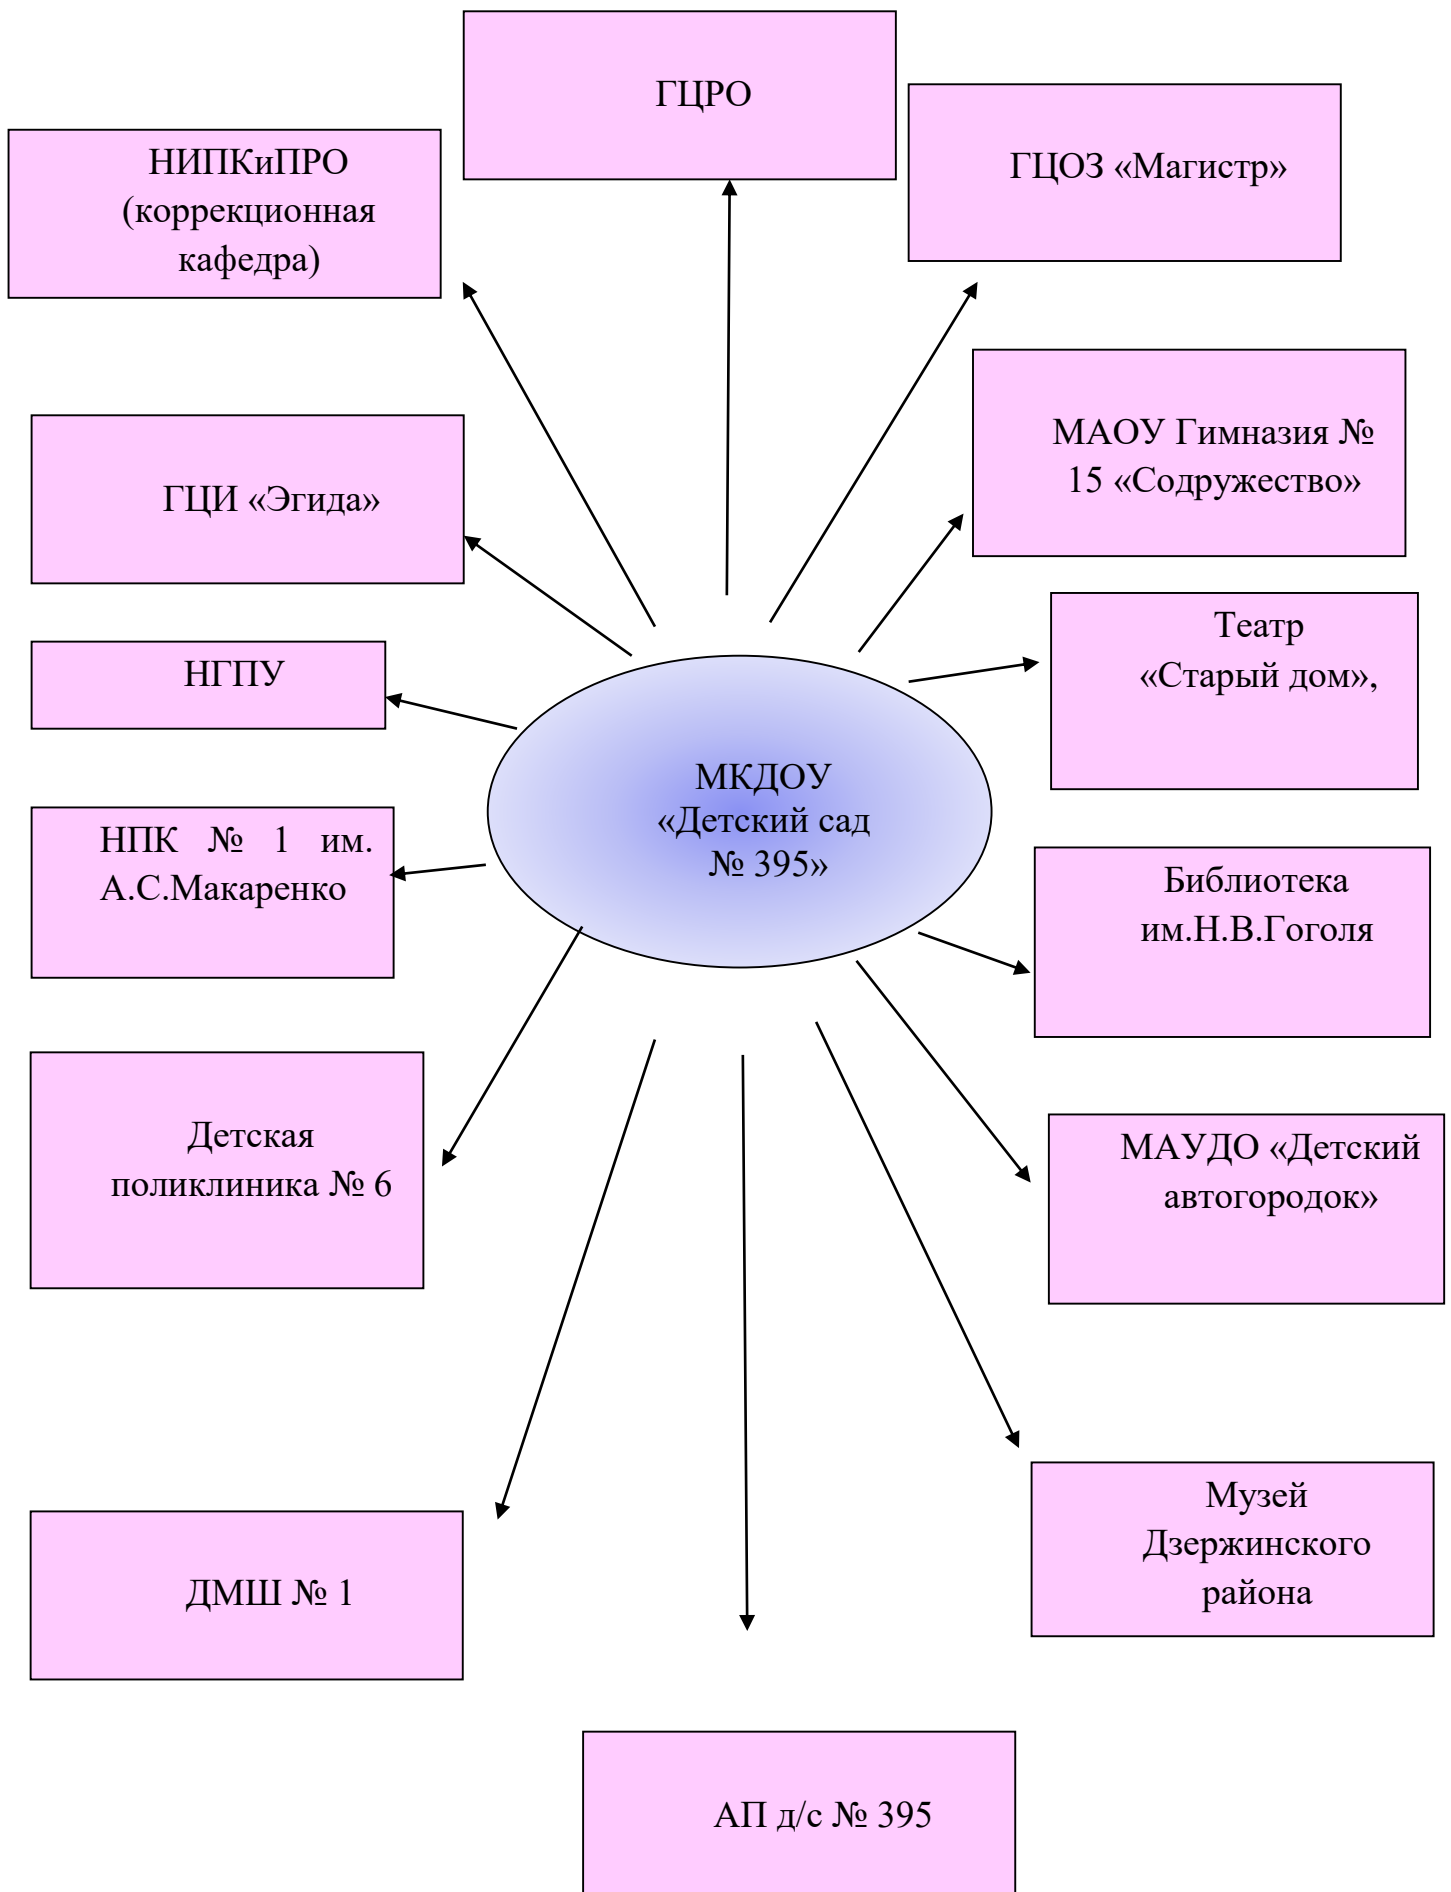 ГЦРО
ГЦОЗ «Магистр»
НИПКиПРО
(коррекционная
кафедра)
МАОУ Гимназия №
15 «Содружество»
ГЦИ «Эгида»
Театр
«Старый дом»,
НГПУ
МКДОУ
«Детский сад
№ 395»
НПК № 1 им.
А.С.Макаренко
Библиотека
им.Н.В.Гоголя
Детская
поликлиника № 6
МАУДО «Детский
автогородок»
Музей
Дзержинского
района
ДМШ № 1
АП д/с № 395